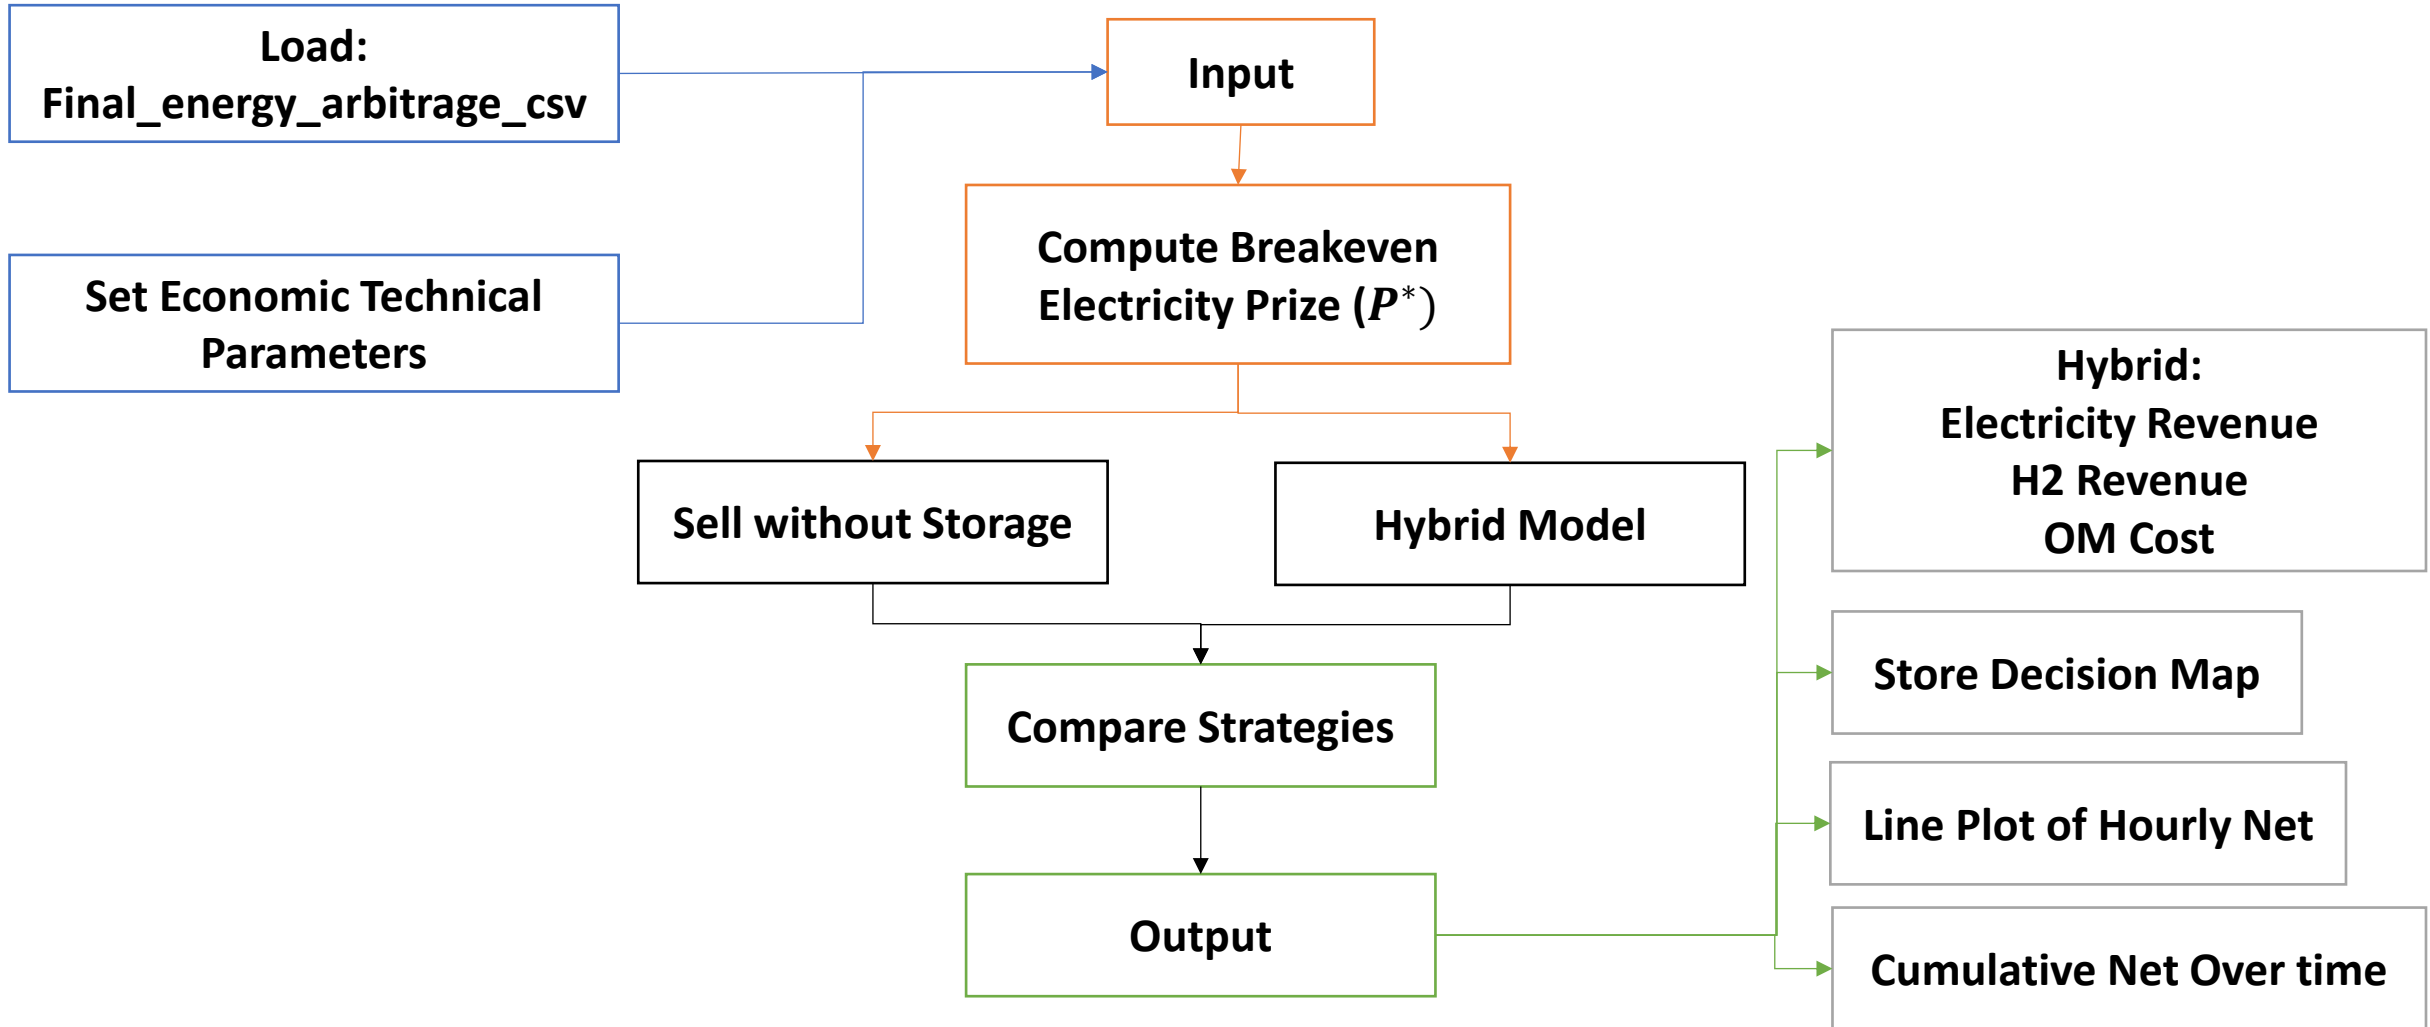 Load:
Final_energy_arbitrage_csv
Input
Set Economic Technical
Parameters
Compute Breakeven
Electricity Prize (P*)
Sell without Storage
Hybrid Model
Compare Strategies
Output
Hybrid:
Electricity Revenue
H2 Revenue
OM Cost
Store Decision Map
Line Plot of Hourly Net
Cumulative Net Over time